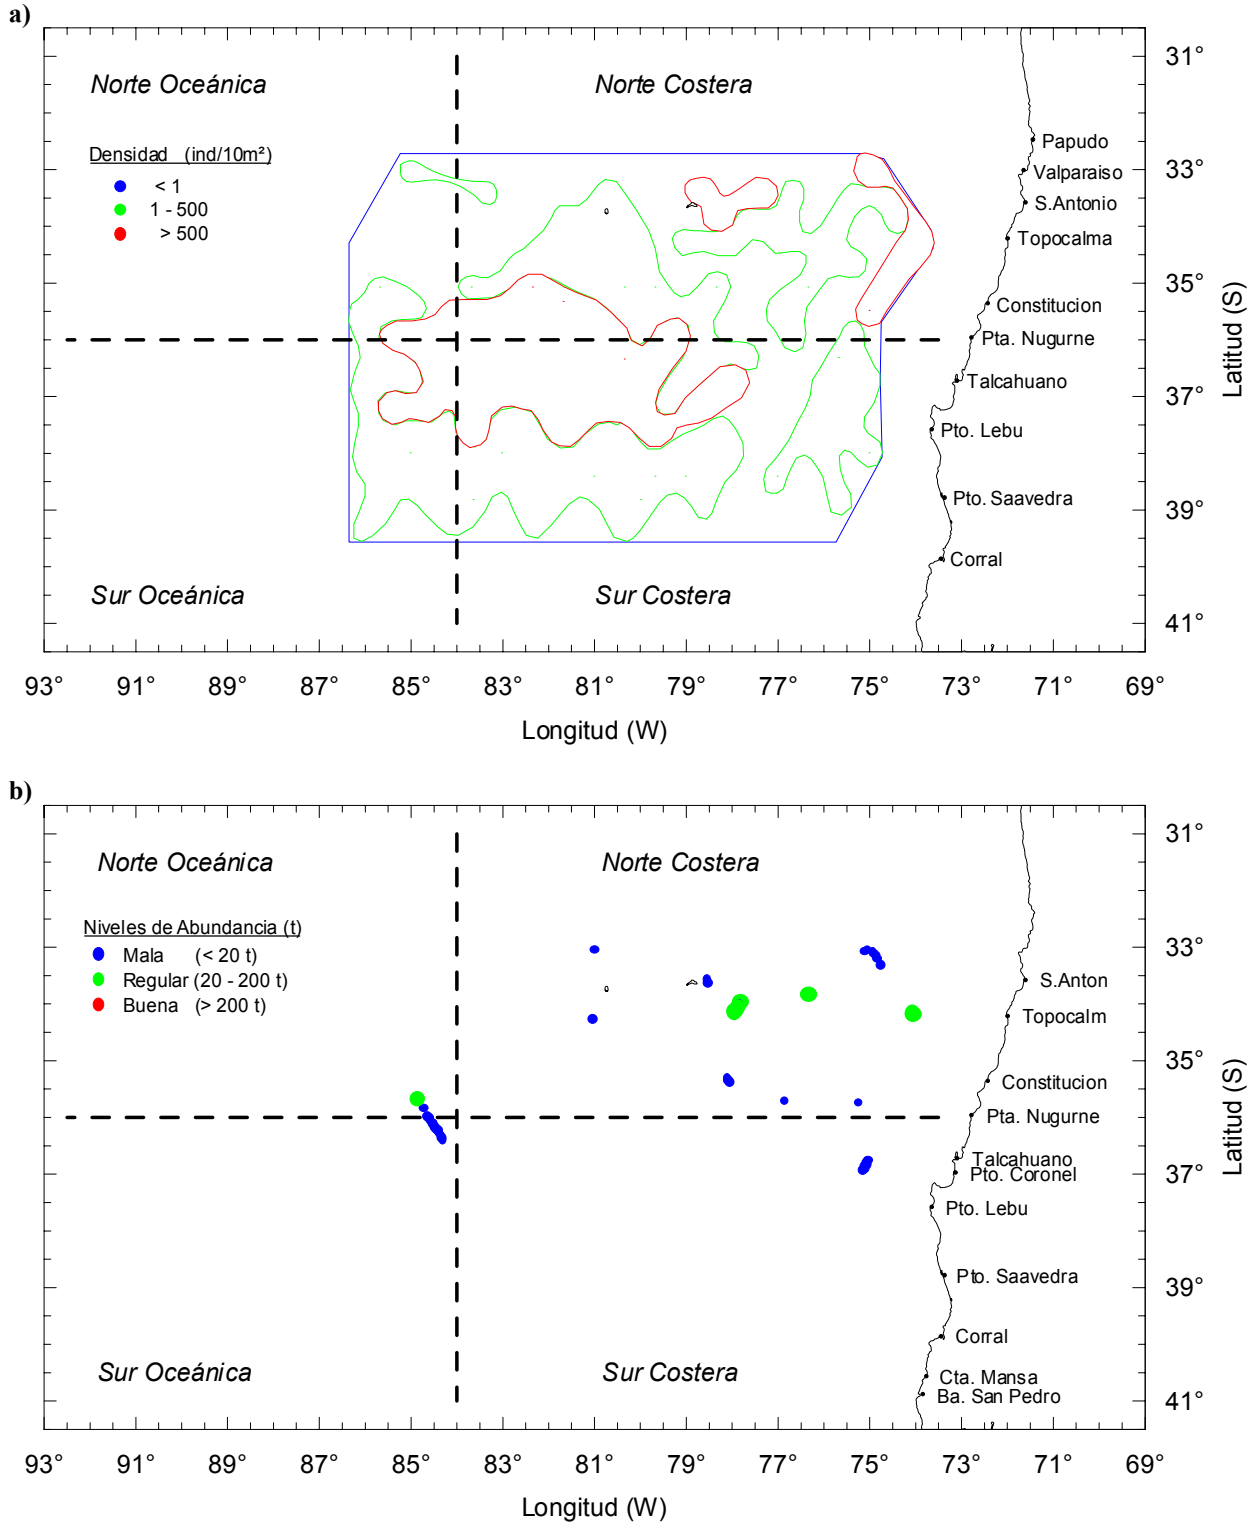 a)
Norte Oceánica
Norte Costera
31°
Densidad (ind/10m²)
< 1
1 - 500
> 500
Papudo
33°
Valparaiso
S.Antonio
Topocalma
35°
Constitucion
Pta. Nugurne
Talcahuano
37°
Pto. Lebu
Pto. Saavedra
39°
Corral
Sur Oceánica
Sur Costera
41°
Latitud (S)
93° 91° 89° 87° 85° 83° 81° 79° 77° 75° 73° 71° 69°
Longitud (W)
b)
Norte Oceánica
Norte Costera
31°
Niveles de Abundancia (t)
Mala (< 20 t)
Regular (20 - 200 t)
Buena (> 200 t)
33°
S.Anton
Topocalm
35°
Constitucion
Pta. Nugurne
Talcahuano
Pto. Coronel
37°
Pto. Lebu
Pto. Saavedra
39°
Corral
Sur Oceánica
Sur Costera
Cta. Mansa
Ba. San Pedro
41°
Latitud (S)
93° 91° 89° 87° 85° 83° 81° 79° 77° 75° 73° 71° 69°
Longitud (W)